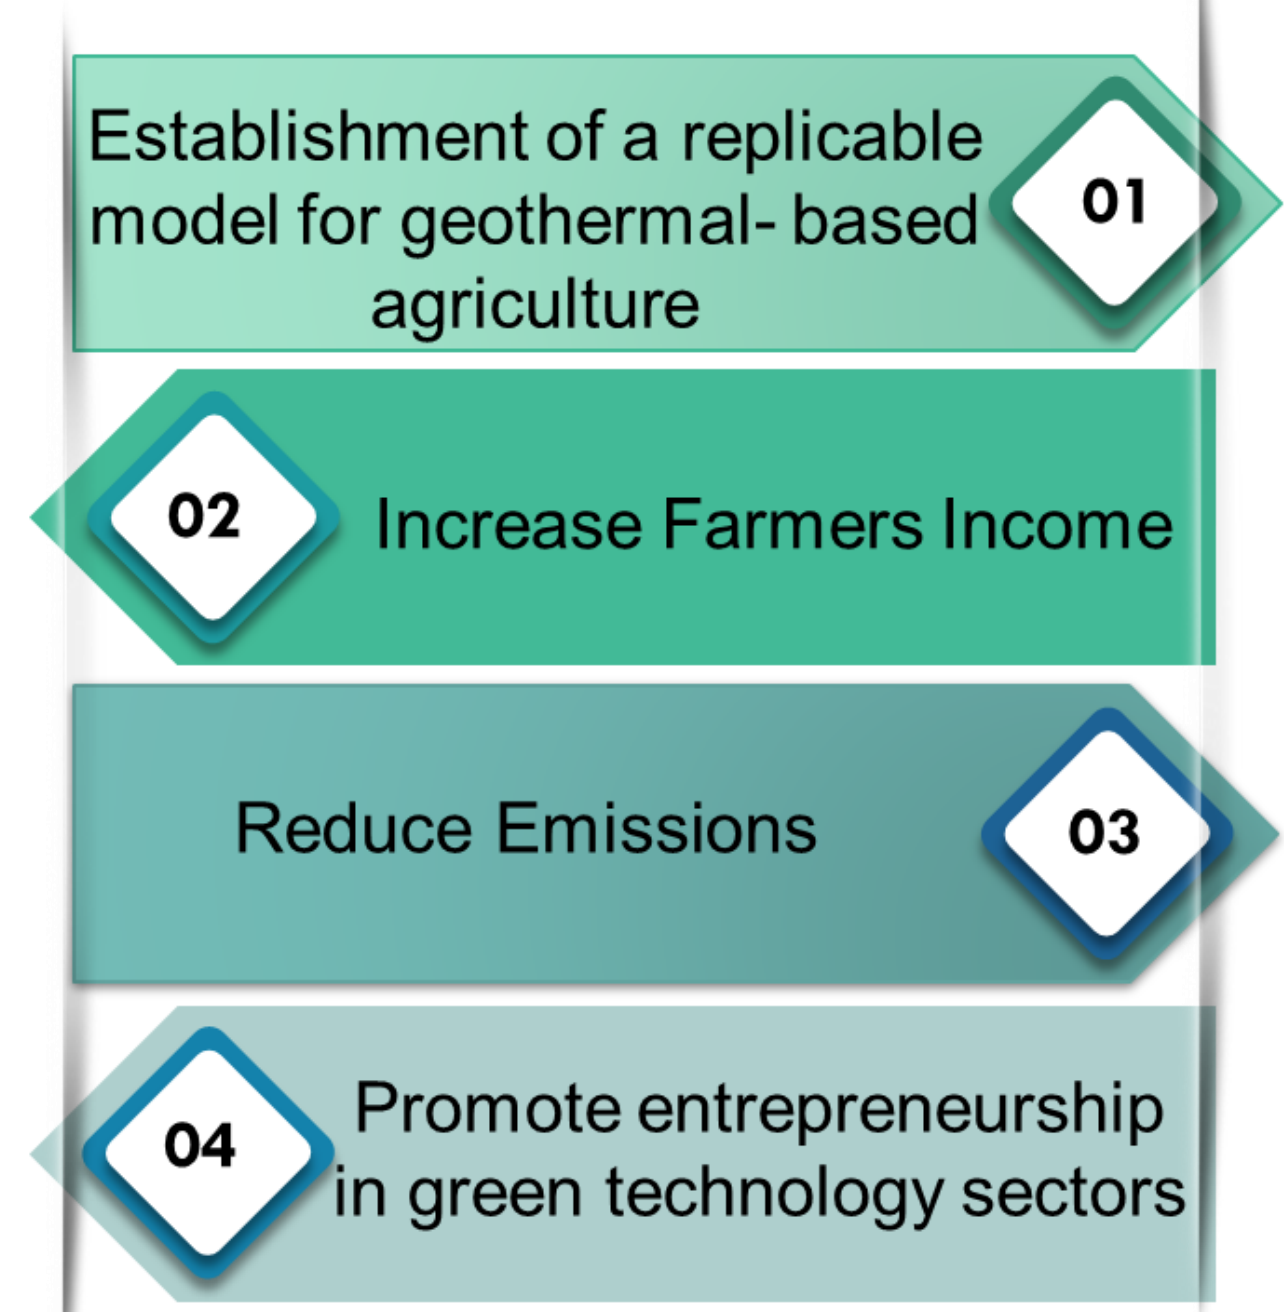 Establishment of a replicable
model for geothermal- based
agriculture
01
02
Increase Farmers Income
Reduce Emissions
03
04
Promote entrepreneurship
in green technology sectors